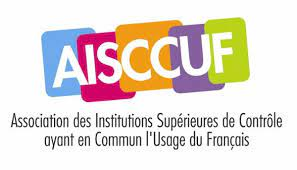 AISCCUF
Association des Institutions Supérieures de Contrôle
ayant en Commun l'Usage du Français